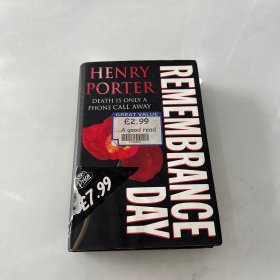 HENRY PORTER
DEATH IS ONLY A
PHONE CALL AWAY
GREAT VALUE
£2.99
A good read
REMEMBRANCE
DAY
£7.99